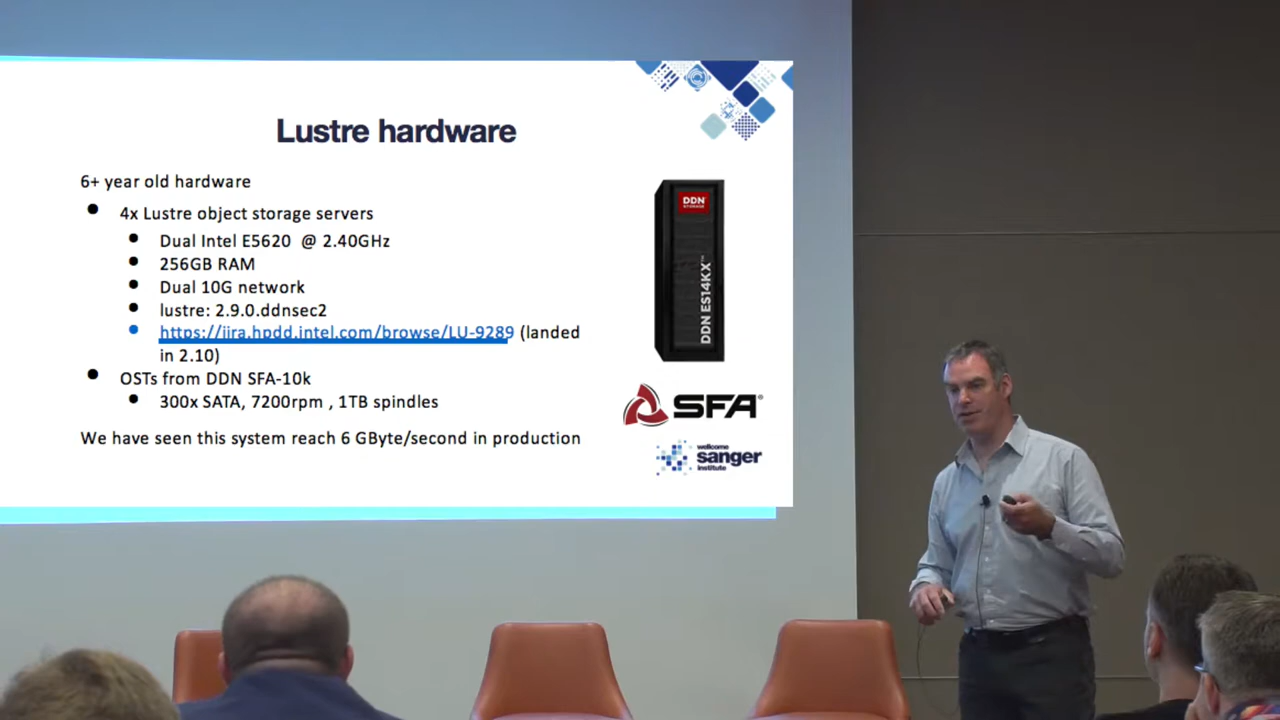 Lustre hardware
6+ year old hardware
4x Lustre object storage servers
Dual Intel E5620 @ 2.40GHz
256GB RAM
Dual 10G network
lustre: 2.9.0.ddnsec2
https://jira.hpdd.intel.com/browse/LU-9289 (landed
in 2.10)
OSTs from DDN SFA-10k
300x SATA, 7200rpm , 1TB spindles
We have seen this system reach 6 GByte/second in production
DDN
STORAGE
DDN ES14KX™
SFA®
wellcome
sanger
institute